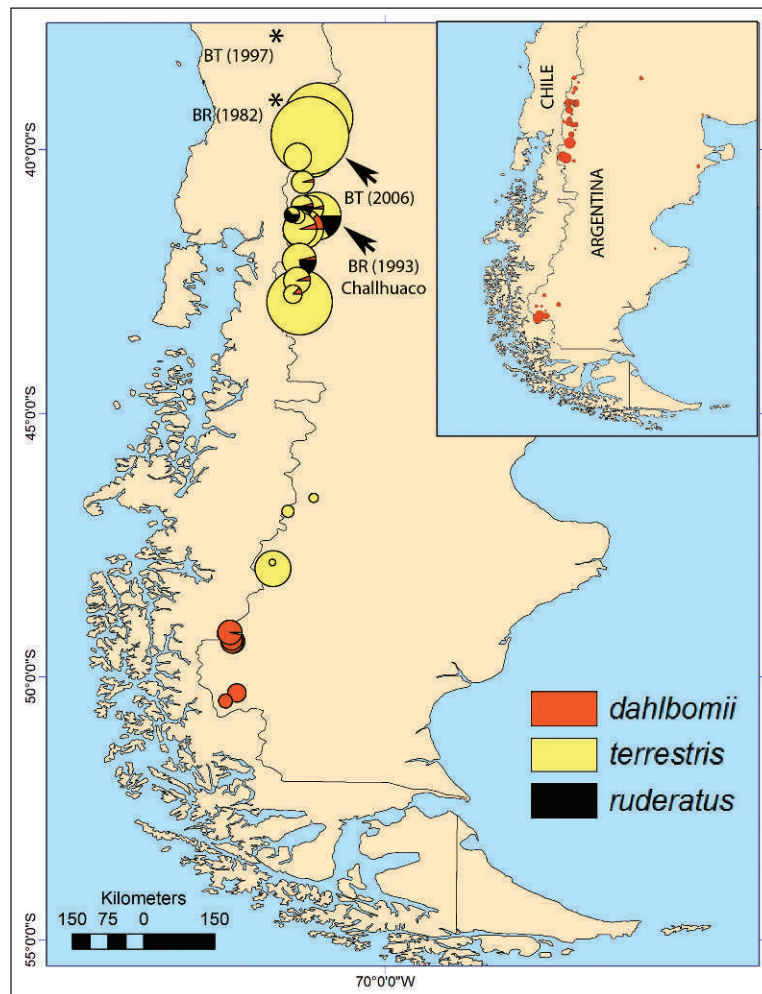 BT (1997)
*
BR (1982)
*
40°0'0"S
BT (2006)
BR (1993)
Challhuaco
CHILE
ARGENTINA
45°0'0"S
50°0'0"S
dahlbomii
terrestris
ruderatus
Kilometers
150 75 0 150
55°0'0"S
70°0'0"W